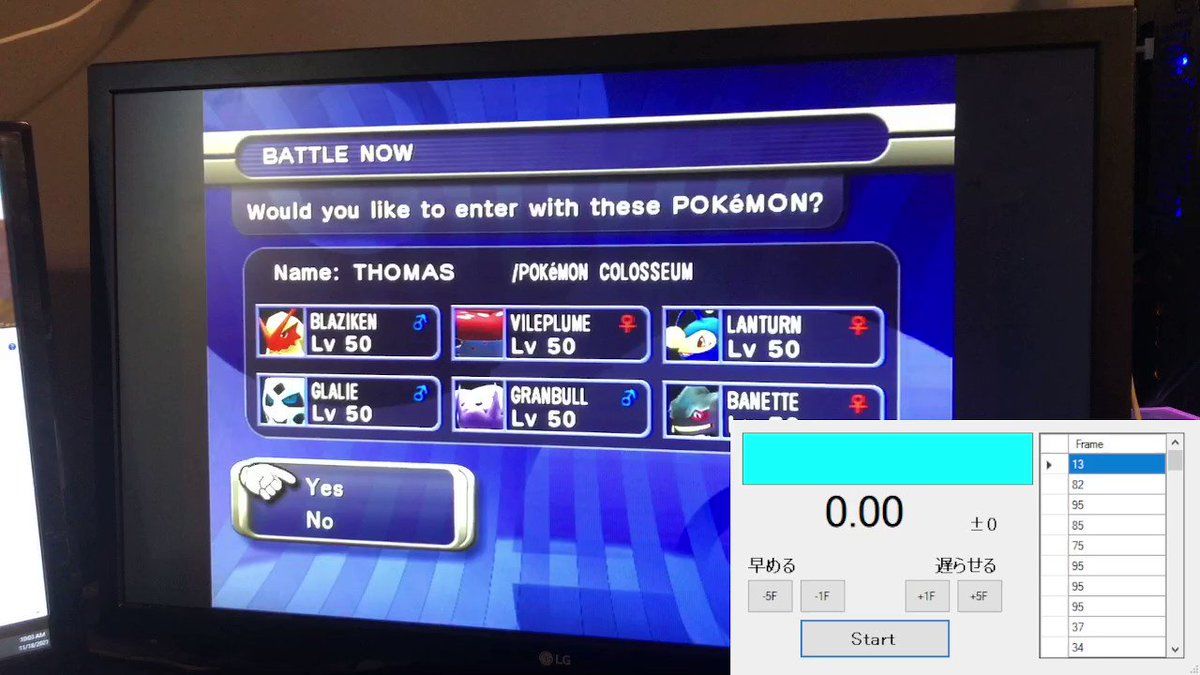 BATTLE NOW
Would you like to enter with these POKéMON?
Name: THOMAS /POKéMON COLOSSEUM
BLAZIKEN ♂ VILEPLUME ♀ LANTURN ♀
Lv 50 Lv 50 Lv 50
GLALIE ♂ GRANBULL ♂ BANETTE ♀
Lv 50 Lv 50
Yes
No
LG
10:03 AM
Frame
13
82
95
85
75
95
95
95
37
34
0.00
±0
早める 遅らせる
-5F -1F +1F +5F
Start